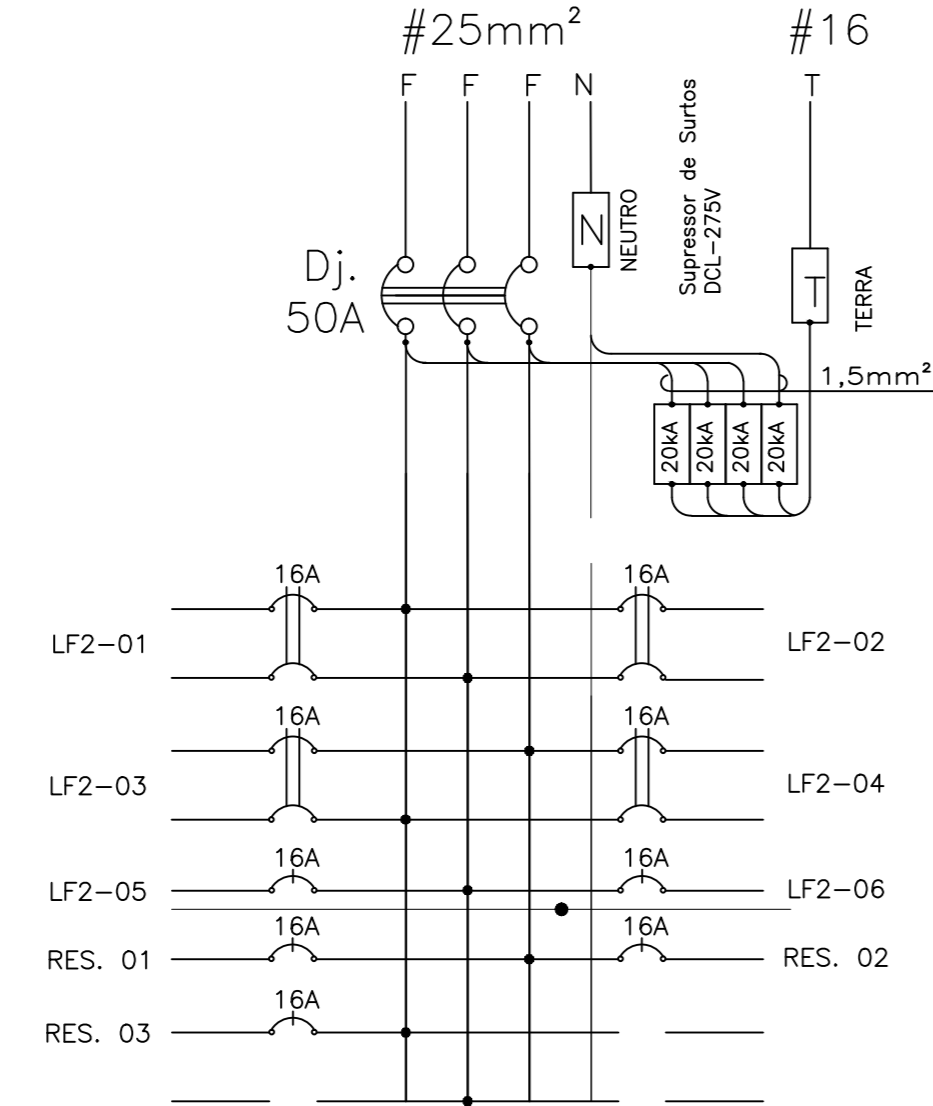 #25mm² #16
F F F N T
Supressor de Surtos
DCL-275V
N
NEUTRO
T
TERRA
Dj.
50A
1,5mm²
20kA 20kA 20kA 20kA
16A 16A
LF2-01 LF2-02
16A 16A
LF2-03 LF2-04
16A 16A
LF2-05 LF2-06
16A 16A
RES. 01 RES. 02
16A
RES. 03